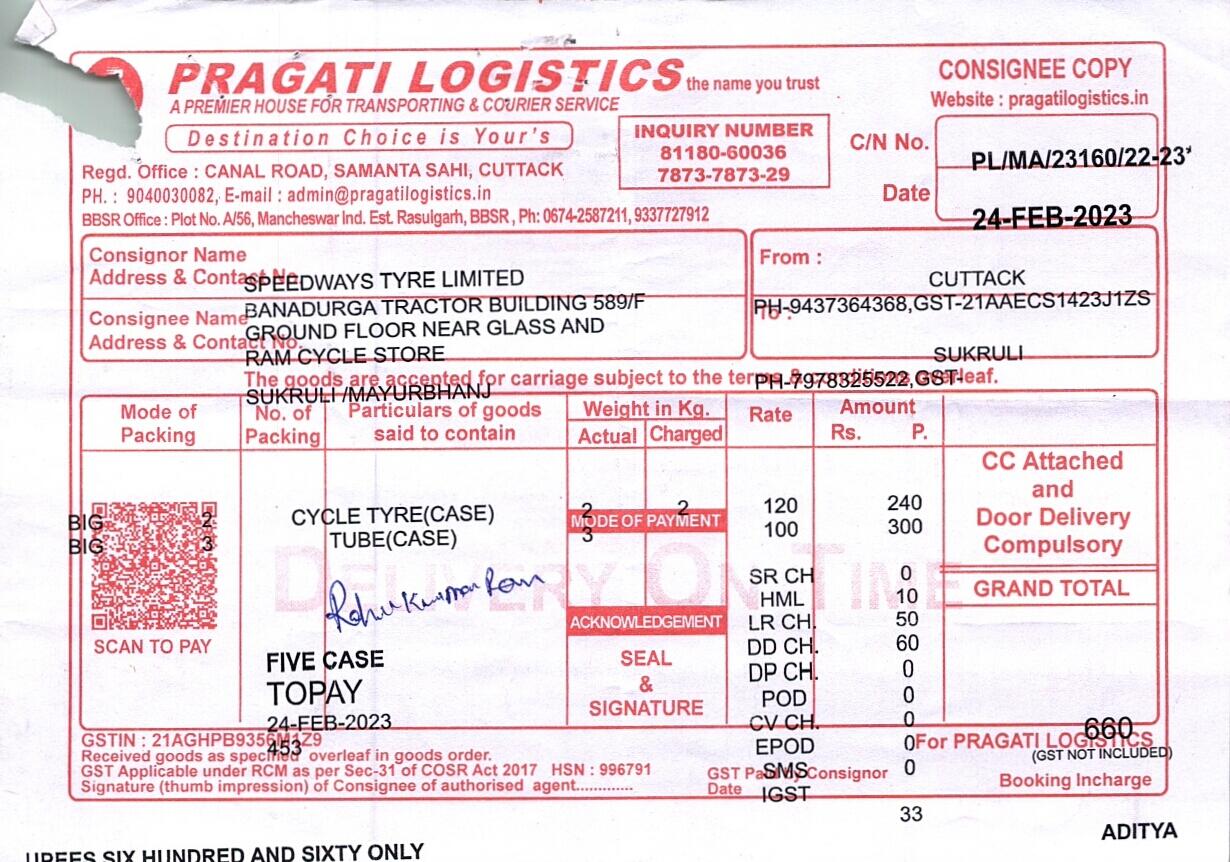 PRAGATI LOGISTICS the name you trust
A PREMIER HOUSE FOR TRANSPORTING & COURIER SERVICE
Destination Choice is Your's
Regd. Office : CANAL ROAD, SAMANTA SAHI, CUTTACK
PH. : 9040030082, E-mail : admin@pragatilogistics.in
BBSR Office : Plot No. A/56, Mancheswar Ind. Est. Rasulgarh, BBSR , Ph: 0674-2587211, 9337727912
INQUIRY NUMBER
81180-60036
7873-7873-29
CONSIGNEE COPY
Website : pragatilogistics.in
C/N No. PL/MA/23160/22-23
Date 24-FEB-2023
Consignor Name
Address & Contact No.
SPEEDWAYS TYRE LIMITED
Consignee Name
Address & Contact No.
BANADURGA TRACTOR BUILDING 589/F
GROUND FLOOR NEAR GLASS AND
RAM CYCLE STORE
SUKRULI /MAYURBHANJ
From :
CUTTACK
PH-9437364368,GST-21AAECS1423J1ZS
To :
SUKRULI
PH-7978325522,GST-
The goods are accepted for carriage subject to the terms & conditions overleaf.
Mode of Packing
No. of Packing
Particulars of goods said to contain
Weight in Kg.
Actual Charged
Rate
Amount
Rs. P.
BIG 2 CYCLE TYRE(CASE) 2 2 120 240
BIG 3 TUBE(CASE) 3 100 300
MODE OF PAYMENT
DELIVERY ON TIME
SCAN TO PAY
ACKNOWLEDGEMENT
SEAL
&
SIGNATURE
FIVE CASE
TOPAY
24-FEB-2023
453
SR CH 0
HML 10
LR CH. 50
DD CH. 60
DP CH. 0
POD 0
CV CH. 0
EPOD 0
SMS 0
IGST
33
CC Attached
and
Door Delivery
Compulsory
GRAND TOTAL
660
(GST NOT INCLUDED)
For PRAGATI LOGISTICS
Booking Incharge
ADITYA
GSTIN : 21AGHPB9356M1Z9
Received goods as specified overleaf in goods order.
GST Applicable under RCM as per Sec-31 of COSR Act 2017 HSN : 996791
Signature (thumb impression) of Consignee of authorised agent.............
GST Paid by Consignor
Date
UPEES SIX HUNDRED AND SIXTY ONLY